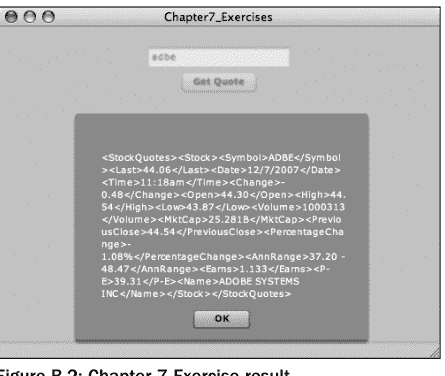 Chapter7_Exercises
adbe
Get Quote
<StockQuotes><Stock><Symbol>ADBE</Symbol
><Last>44.06</Last><Date>12/7/2007</Date>
<Time>11:18am</Time><Change>-
0.48</Change><Open>44.30</Open><High>44.
54</High><Low>43.87</Low><Volume>1000313
</Volume><MktCap>25.281B</MktCap><Previo
usClose>44.54</PreviousClose><PercentageCha
nge>-
1.08%</PercentageChange><AnnRange>37.20 -
48.47</AnnRange><Earns>1.133</Earns><P-
E>39.31</P-E><Name>ADOBE SYSTEMS
INC</Name></Stock></StockQuotes>
OK
Figure B-2: Chapter 7 Exercise result